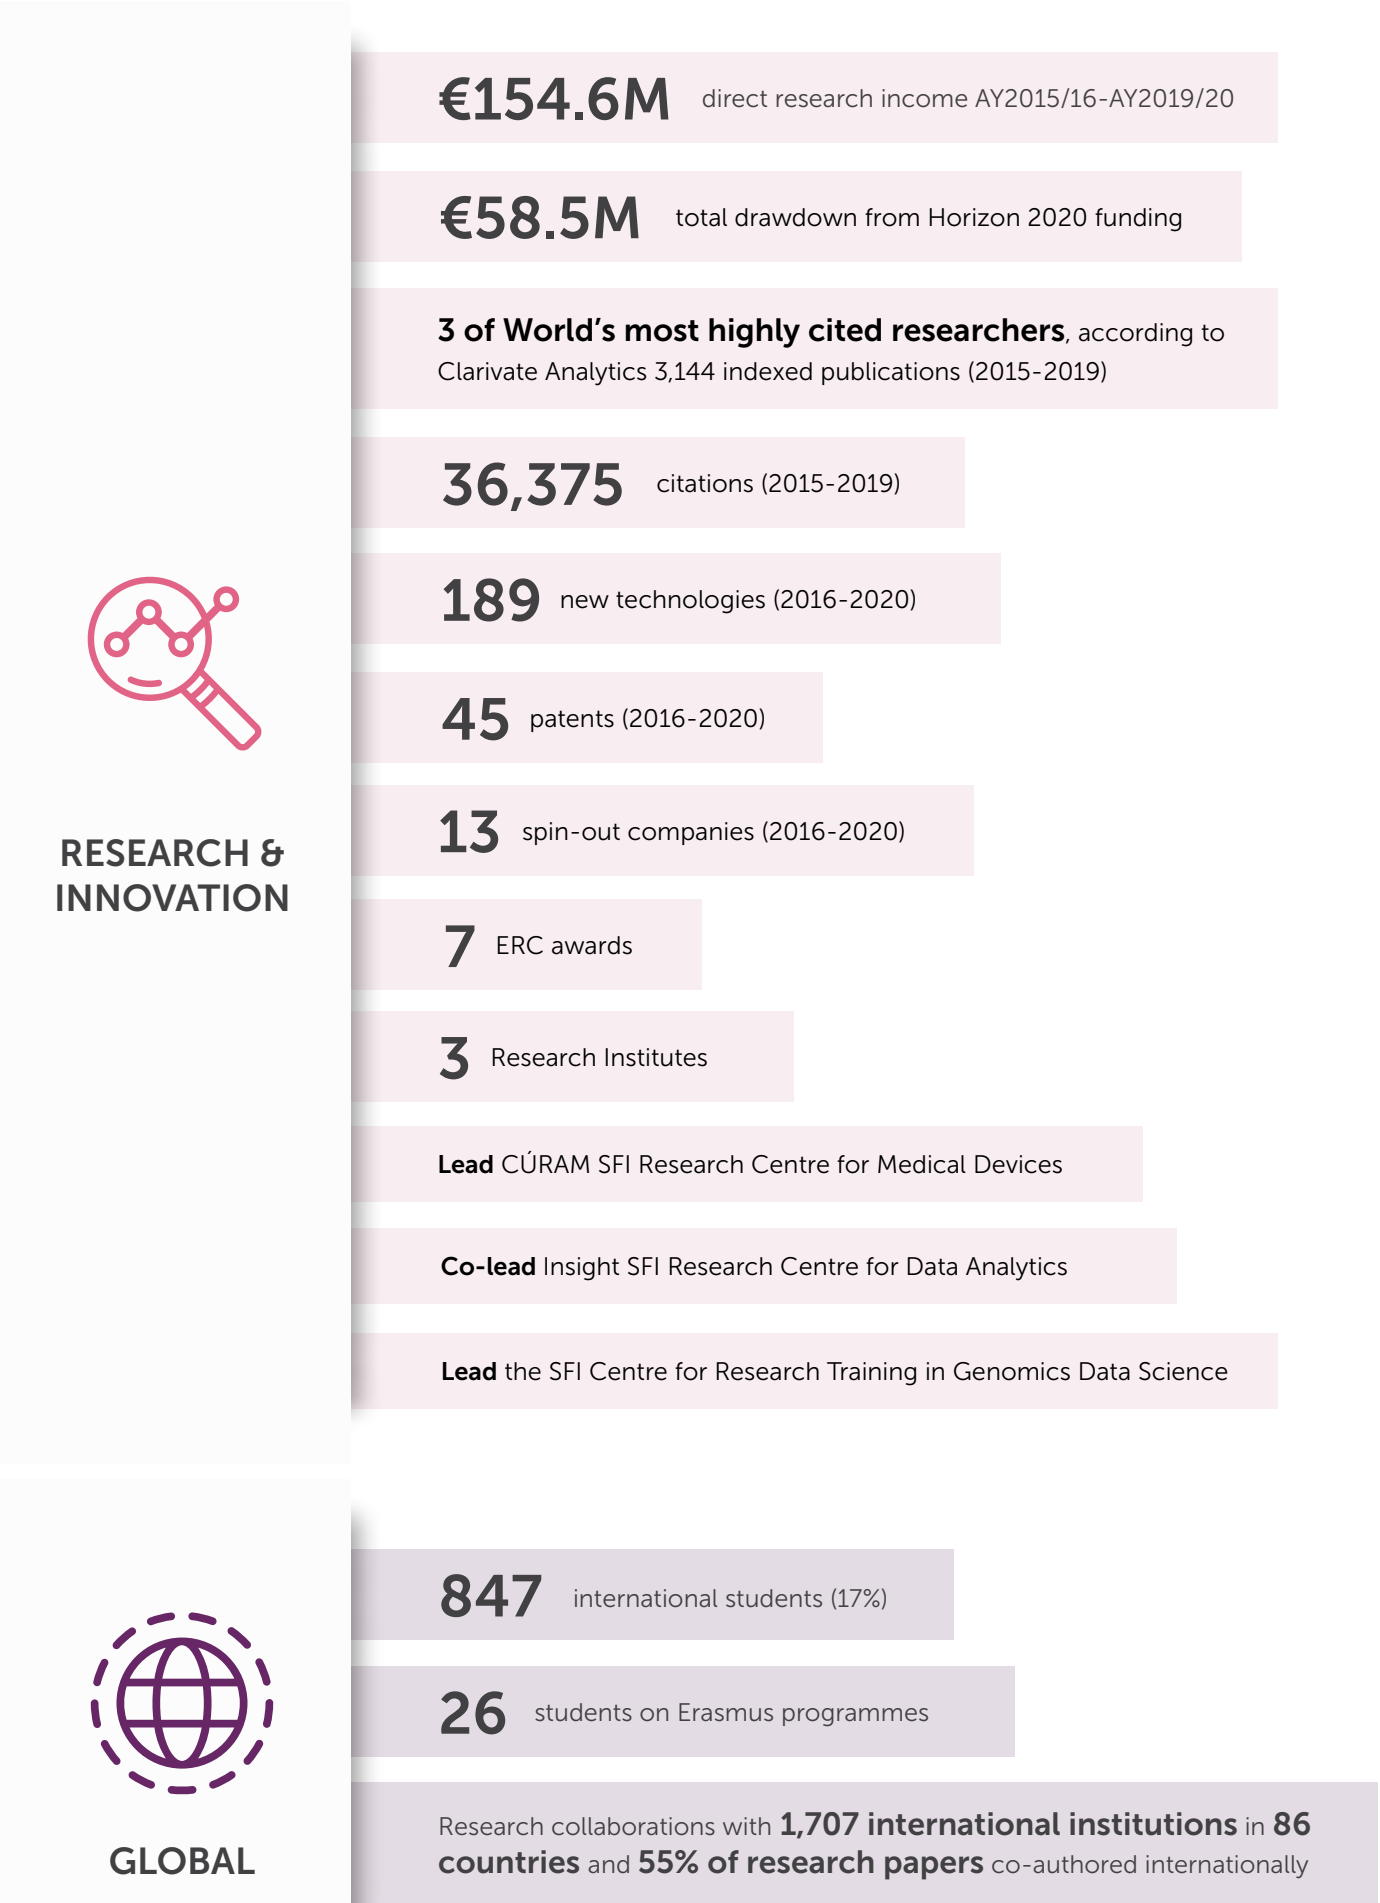 €154.6M direct research income AY2015/16-AY2019/20
€58.5M total drawdown from Horizon 2020 funding
3 of World's most highly cited researchers, according to
Clarivate Analytics 3,144 indexed publications (2015-2019)
36,375 citations (2015-2019)
189 new technologies (2016-2020)
45 patents (2016-2020)
13 spin-out companies (2016-2020)
RESEARCH &
INNOVATION
7 ERC awards
3 Research Institutes
Lead CÚRAM SFI Research Centre for Medical Devices
Co-lead Insight SFI Research Centre for Data Analytics
Lead the SFI Centre for Research Training in Genomics Data Science
847 international students (17%)
26 students on Erasmus programmes
Research collaborations with 1,707 international institutions in 86
countries and 55% of research papers co-authored internationally
GLOBAL